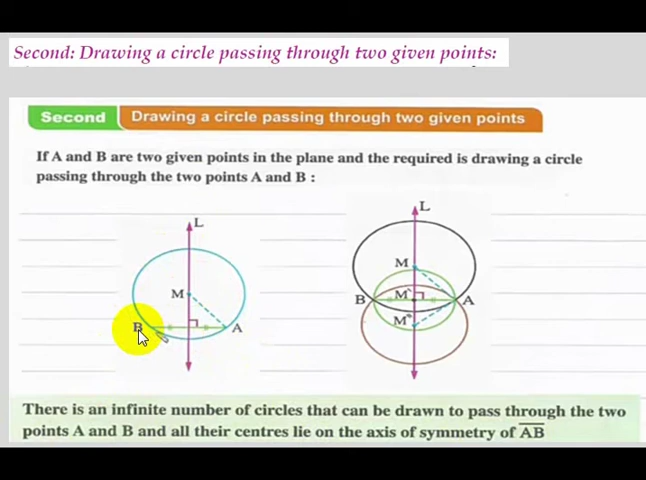 Second: Drawing a circle passing through two given points:
Second Drawing a circle passing through two given points
If A and B are two given points in the plane and the required is drawing a circle
passing through the two points A and B :
L
M
B
A
L
M
B
M`
A
M"
There is an infinite number of circles that can be drawn to pass through the two
points A and B and all their centres lie on the axis of symmetry of AB